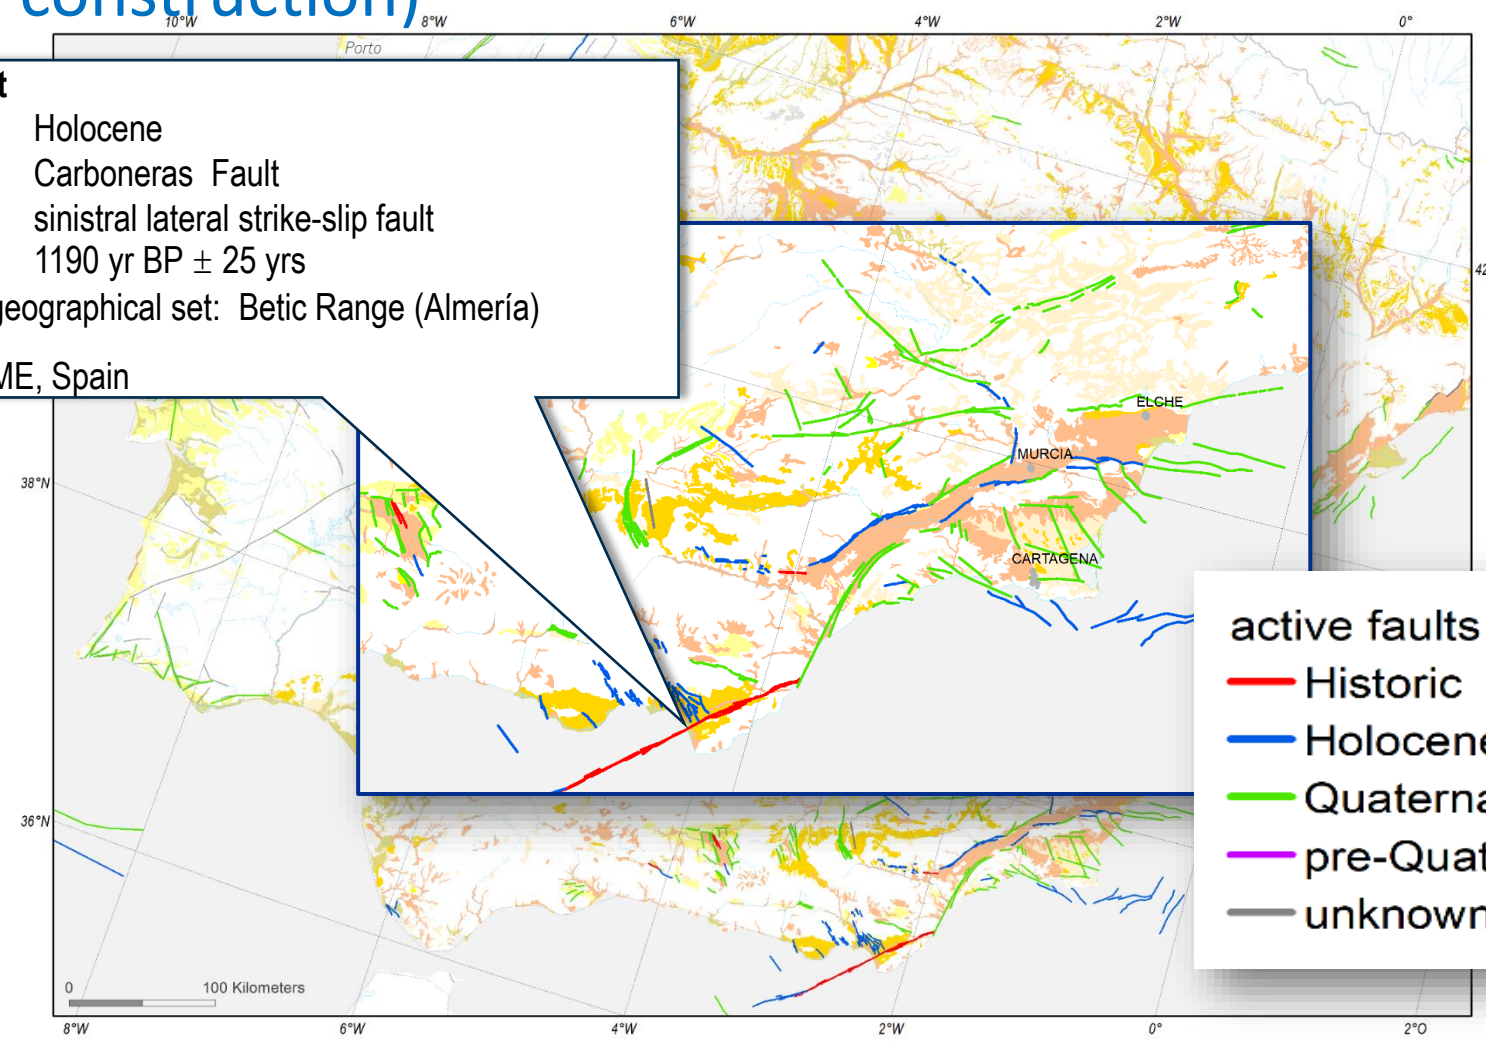 construction)
10°W 8°W 6°W 4°W 2°W 0°
Porto
t
Holocene
Carboneras Fault
sinistral lateral strike-slip fault
1190 yr BP ± 25 yrs
geographical set: Betic Range (Almería)
ME, Spain
42
ELCHE
MURCIA
38°N
CARTAGENA
active faults
Historic
Holocene
Quaterna
pre-Quat
unknown
36°N
0 100 Kilometers
8°W 6°W 4°W 2°W 0° 2°O